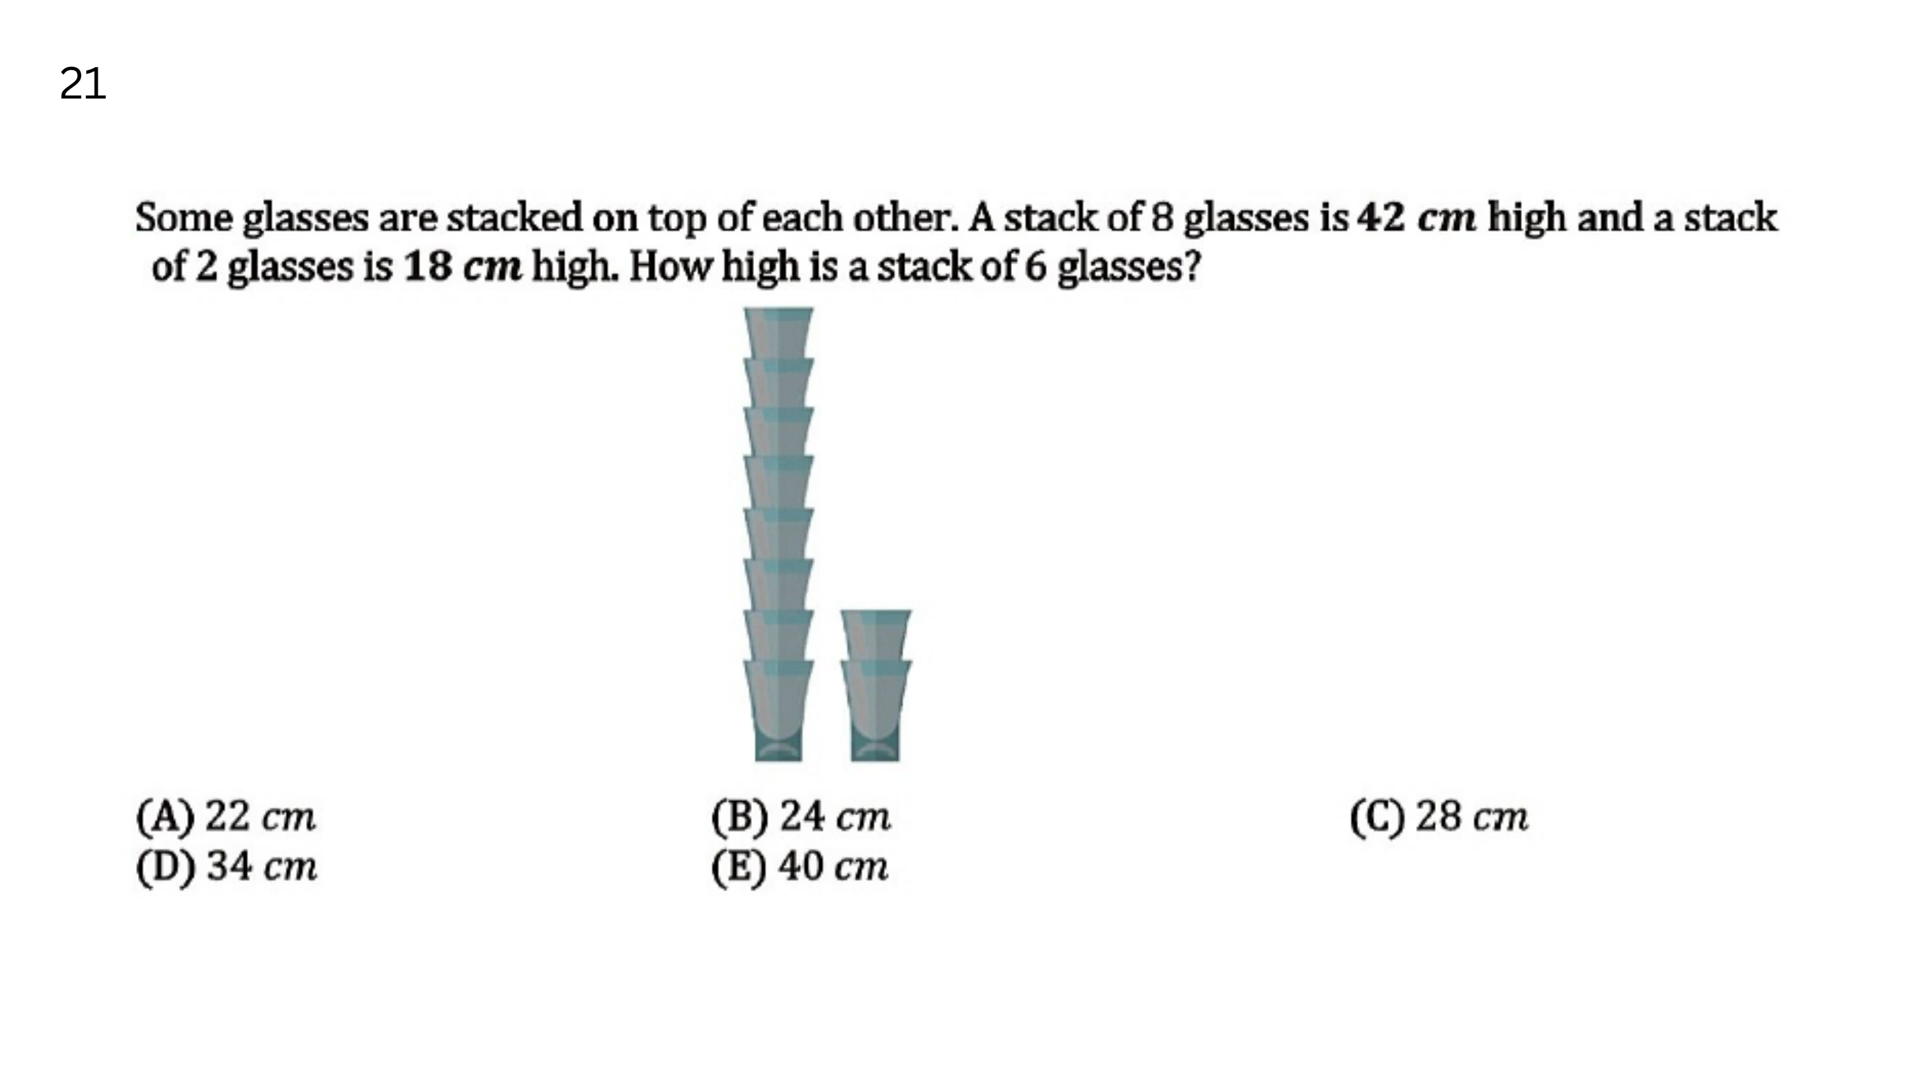 21
Some glasses are stacked on top of each other. A stack of 8 glasses is 42 cm high and a stack
of 2 glasses is 18 cm high. How high is a stack of 6 glasses?
(A) 22 cm (B) 24 cm (C) 28 cm
(D) 34 cm (E) 40 cm